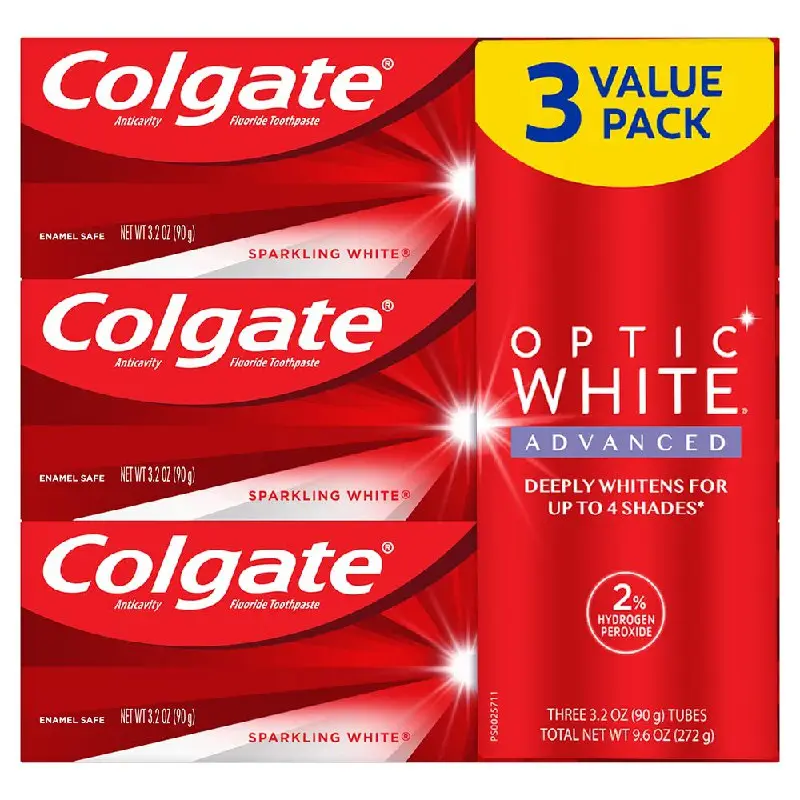 Colgate®
Anticavity Fluoride Toothpaste
ENAMEL SAFE NET WT 3.2 OZ (90 g)
SPARKLING WHITE®
Colgate®
Anticavity Fluoride Toothpaste
ENAMEL SAFE NET WT 3.2 OZ (90 g)
SPARKLING WHITE®
Colgate®
Anticavity Fluoride Toothpaste
ENAMEL SAFE NET WT 3.2 OZ (90 g)
SPARKLING WHITE®
3 VALUE
PACK
OPTIC
WHITE
ADVANCED
DEEPLY WHITENS FOR
UP TO 4 SHADES*
2%
HYDROGEN
PEROXIDE
THREE 3.2 OZ (90 g) TUBES
TOTAL NET WT 9.6 OZ (272 g)
PS0025711